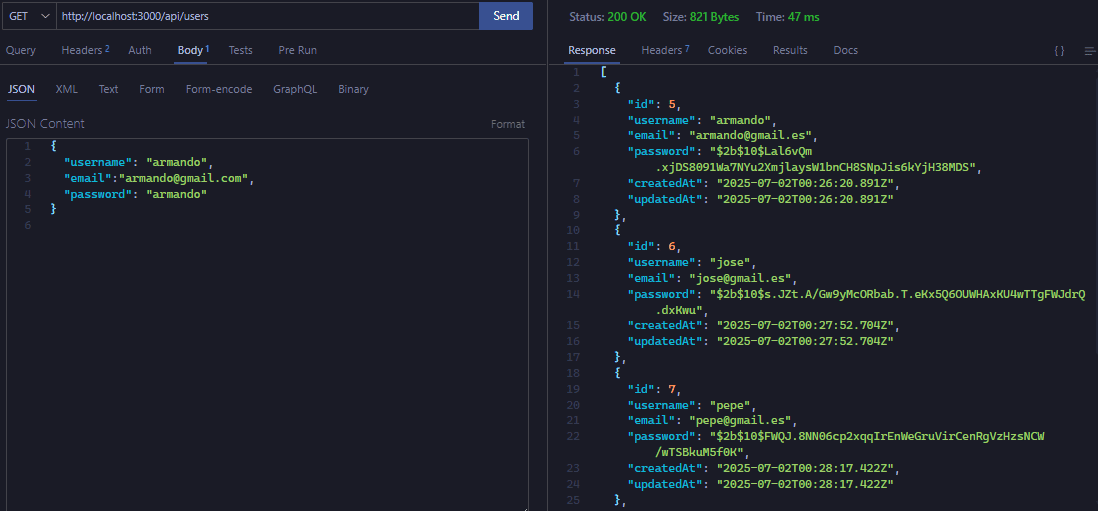 GET http://localhost:3000/api/users Send
Query Headers 2 Auth Body 1 Tests Pre Run
JSON XML Text Form Form-encode GraphQL Binary
JSON Content Format
1 {
2 "username": "armando",
3 "email":"armando@gmail.com",
4 "password": "armando"
5 }
6
Status: 200 OK Size: 821 Bytes Time: 47 ms
Response Headers 7 Cookies Results Docs { }
1 [
2 {
3 "id": 5,
4 "username": "armando",
5 "email": "armando@gmail.es",
6 "password": "$2b$10$Lal6vQm
.xjDS8091Wa7NYu2XmjlaysW1bnCH8SNpJis6kYjH38MDS",
7 "createdAt": "2025-07-02T00:26:20.891Z",
8 "updatedAt": "2025-07-02T00:26:20.891Z"
9 },
10 {
11 "id": 6,
12 "username": "jose",
13 "email": "jose@gmail.es",
14 "password": "$2b$10$s.JZt.A/Gw9yMcORbab.T.eKx5Q6OUWHAxKU4wTTgFWJdrQ
.dxKwu",
15 "createdAt": "2025-07-02T00:27:52.704Z",
16 "updatedAt": "2025-07-02T00:27:52.704Z"
17 },
18 {
19 "id": 7,
20 "username": "pepe",
21 "email": "pepe@gmail.es",
22 "password": "$2b$10$FWQJ.8NN06cp2xqqIrEnWeGruVirCenRgVzHzsNCW
/wTSBkuM5f0K",
23 "createdAt": "2025-07-02T00:28:17.422Z",
24 "updatedAt": "2025-07-02T00:28:17.422Z"
25 },